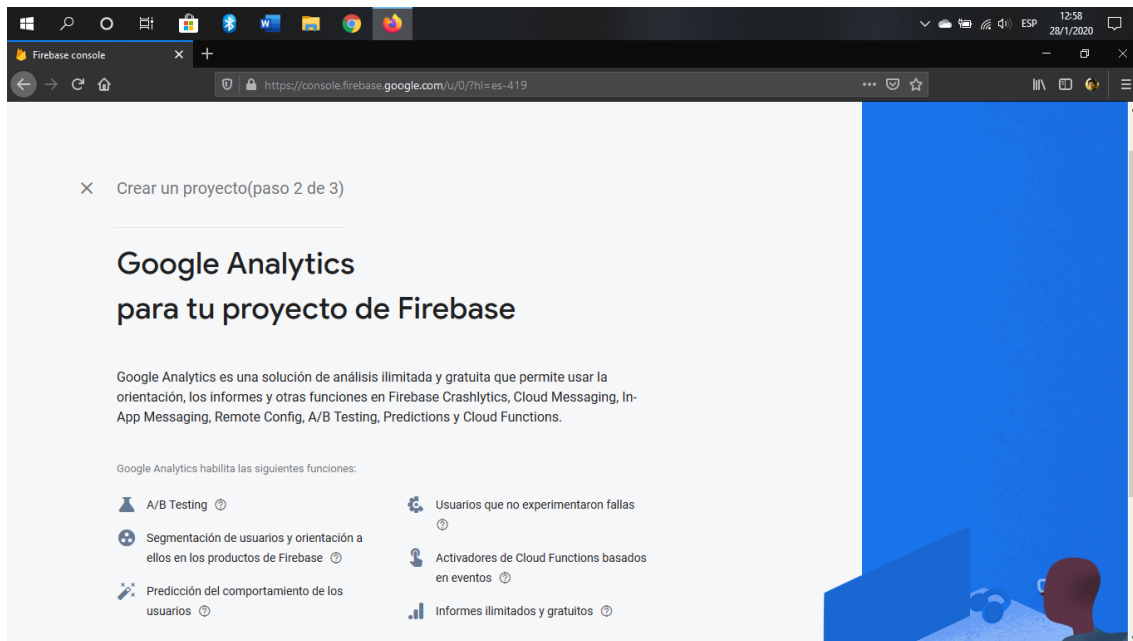 ESP
12:58
28/1/2020
Firebase console
https://console.firebase.google.com/u/0/?hl=es-419
Crear un proyecto(paso 2 de 3)
Google Analytics
para tu proyecto de Firebase
Google Analytics es una solución de análisis ilimitada y gratuita que permite usar la
orientación, los informes y otras funciones en Firebase Crashlytics, Cloud Messaging, In-
App Messaging, Remote Config, A/B Testing, Predictions y Cloud Functions.
Google Analytics habilita las siguientes funciones:
A/B Testing
Segmentación de usuarios y orientación a
ellos en los productos de Firebase
Predicción del comportamiento de los
usuarios
Usuarios que no experimentaron fallas
Activadores de Cloud Functions basados
en eventos
Informes ilimitados y gratuitos